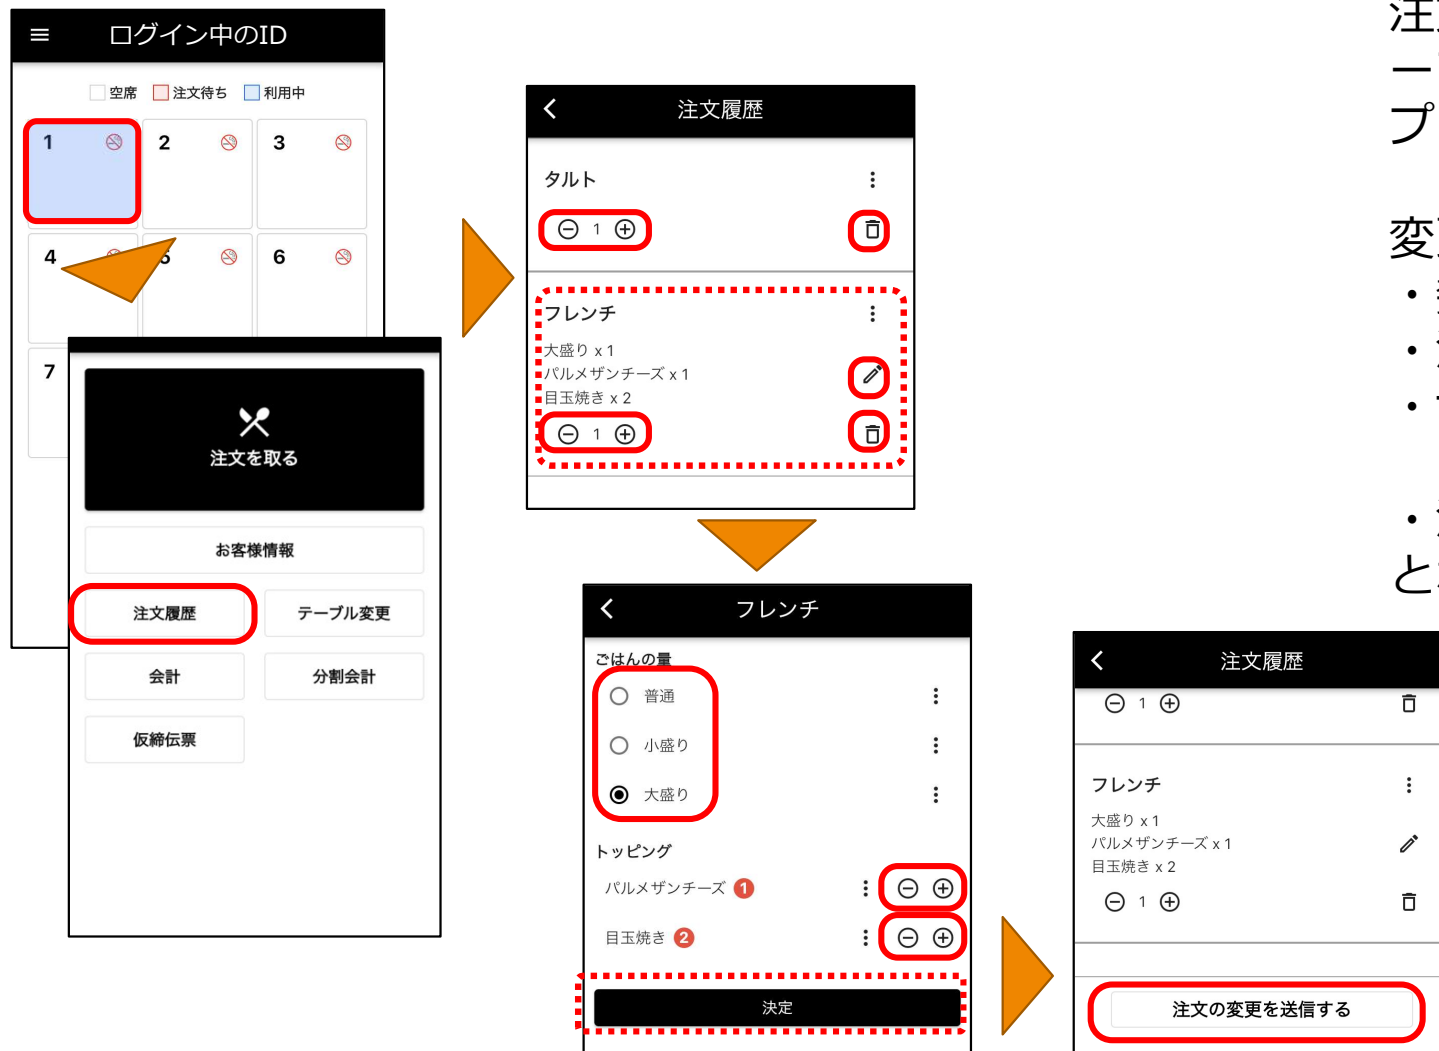 ログイン中のID
空席 注文待ち 利用中
1 2 3
4 5 6
7
注文を取る
お客様情報
注文履歴 テーブル変更
会計 分割会計
仮締伝票
注文履歴
タルト
1
フレンチ
大盛り x 1
パルメザンチーズ x 1
目玉焼き x 2
1
フレンチ
ごはんの量
普通
小盛り
大盛り
トッピング
パルメザンチーズ 1
目玉焼き 2
決定
注文履歴
1
フレンチ
大盛り x 1
パルメザンチーズ x 1
目玉焼き x 2
1
注文の変更を送信する
注
ー
プ
変
と